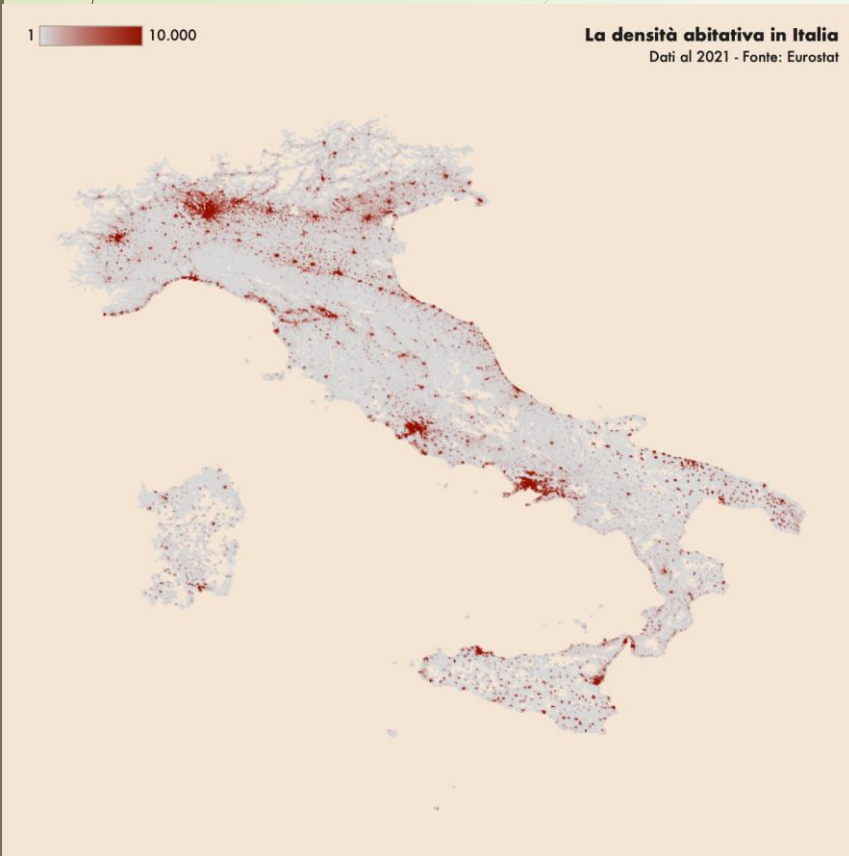 1 10.000
La densità abitativa in Italia
Dati al 2021 - Fonte: Eurostat